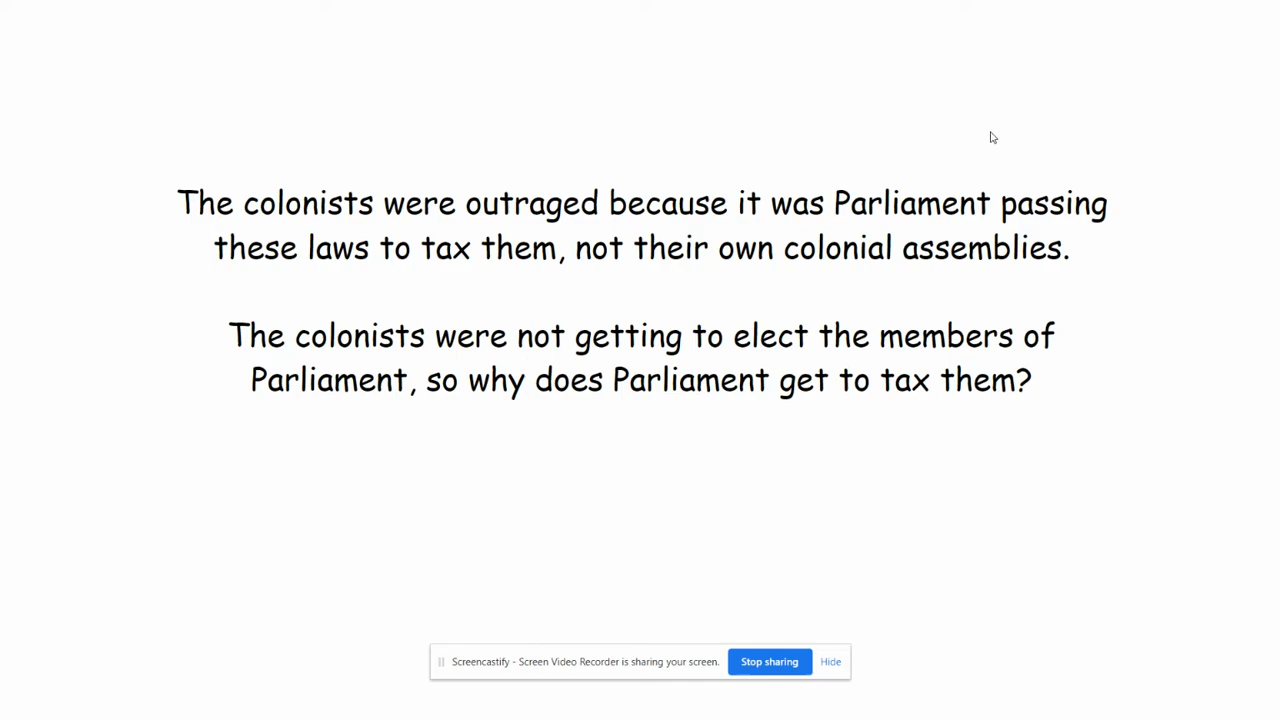 The colonists were outraged because it was Parliament passing
these laws to tax them, not their own colonial assemblies.
The colonists were not getting to elect the members of
Parliament, so why does Parliament get to tax them?
Screencastify - Screen Video Recorder is sharing your screen. Stop sharing Hide